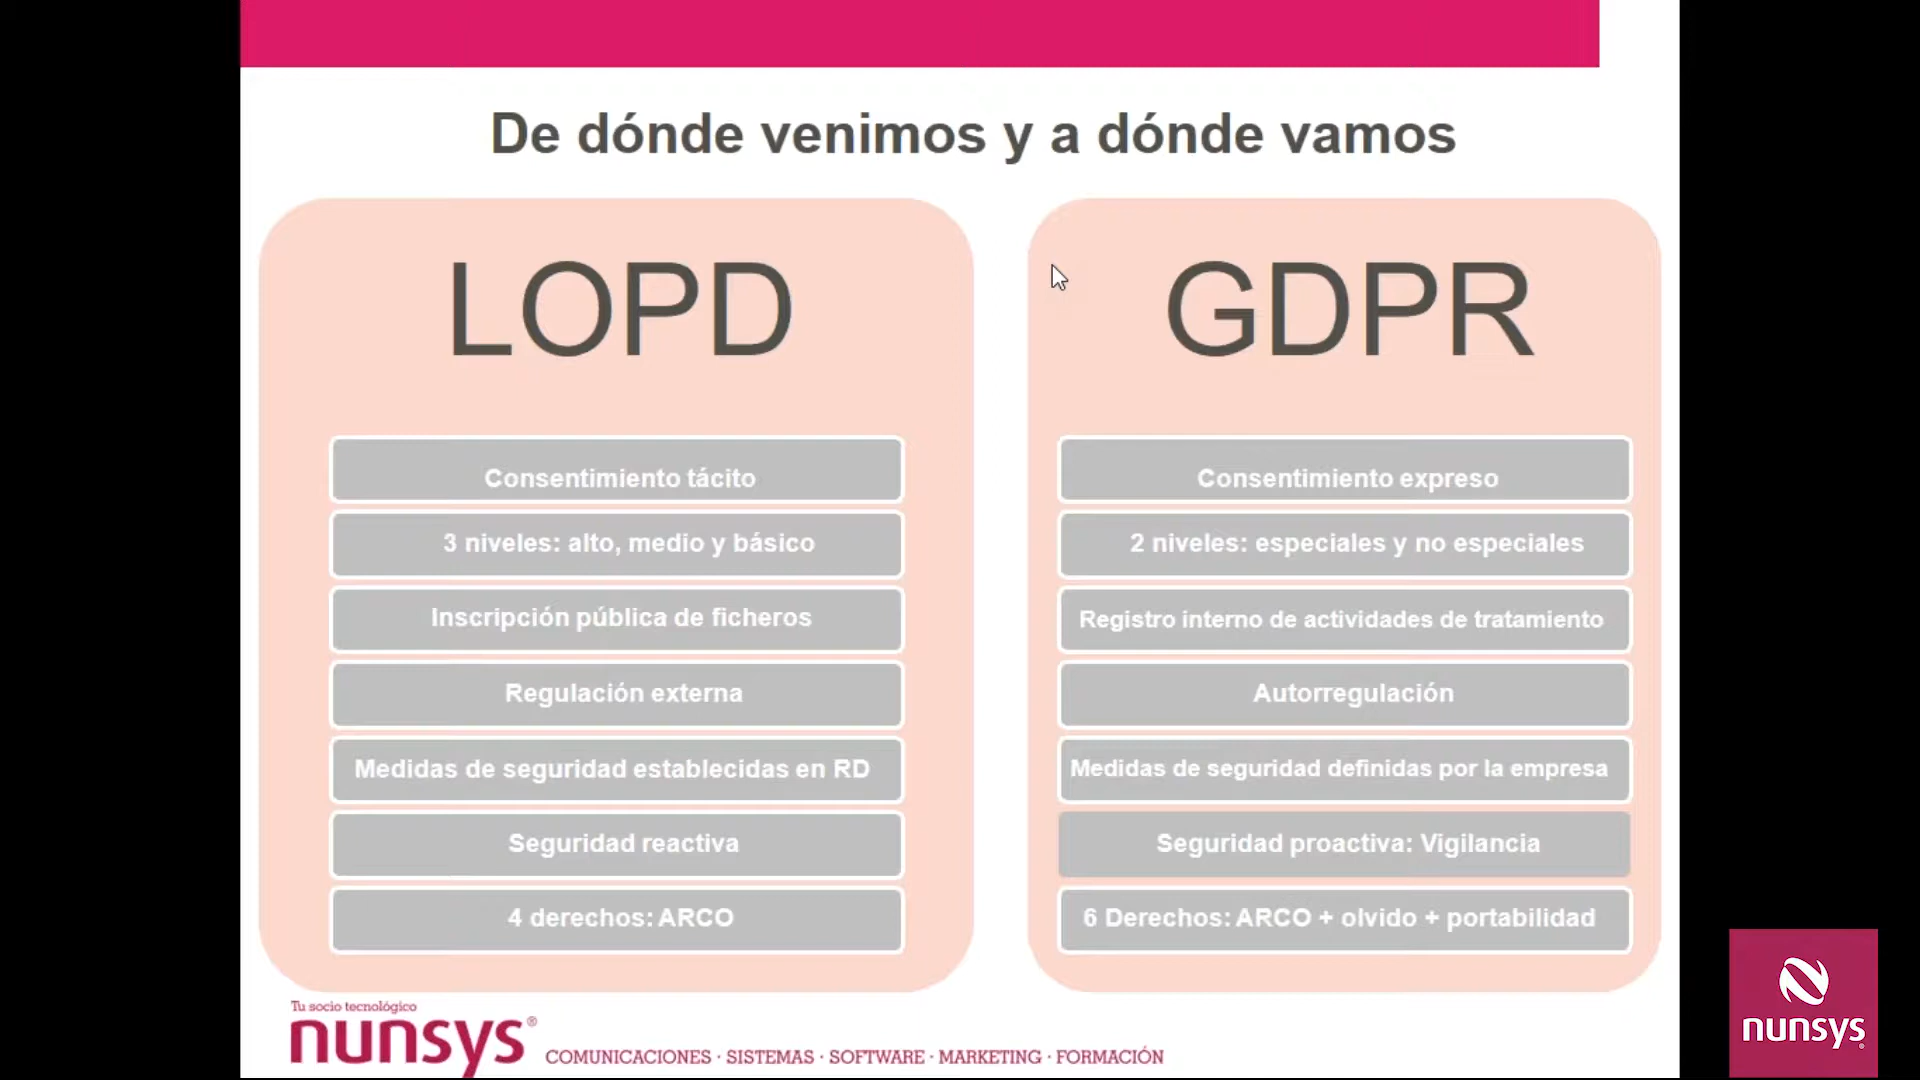 De dónde venimos y a dónde vamos
LOPD
Consentimiento tácito
3 niveles: alto, medio y básico
Inscripción pública de ficheros
Regulación externa
Medidas de seguridad establecidas en RD
Seguridad reactiva
4 derechos: ARCO
GDPR
Consentimiento expreso
2 niveles: especiales y no especiales
Registro interno de actividades de tratamiento
Autorregulación
Medidas de seguridad definidas por la empresa
Seguridad proactiva: Vigilancia
6 Derechos: ARCO + olvido + portabilidad
Tu socio tecnológico
nunsys®
COMUNICACIONES · SISTEMAS · SOFTWARE · MARKETING · FORMACIÓN
nunsys®